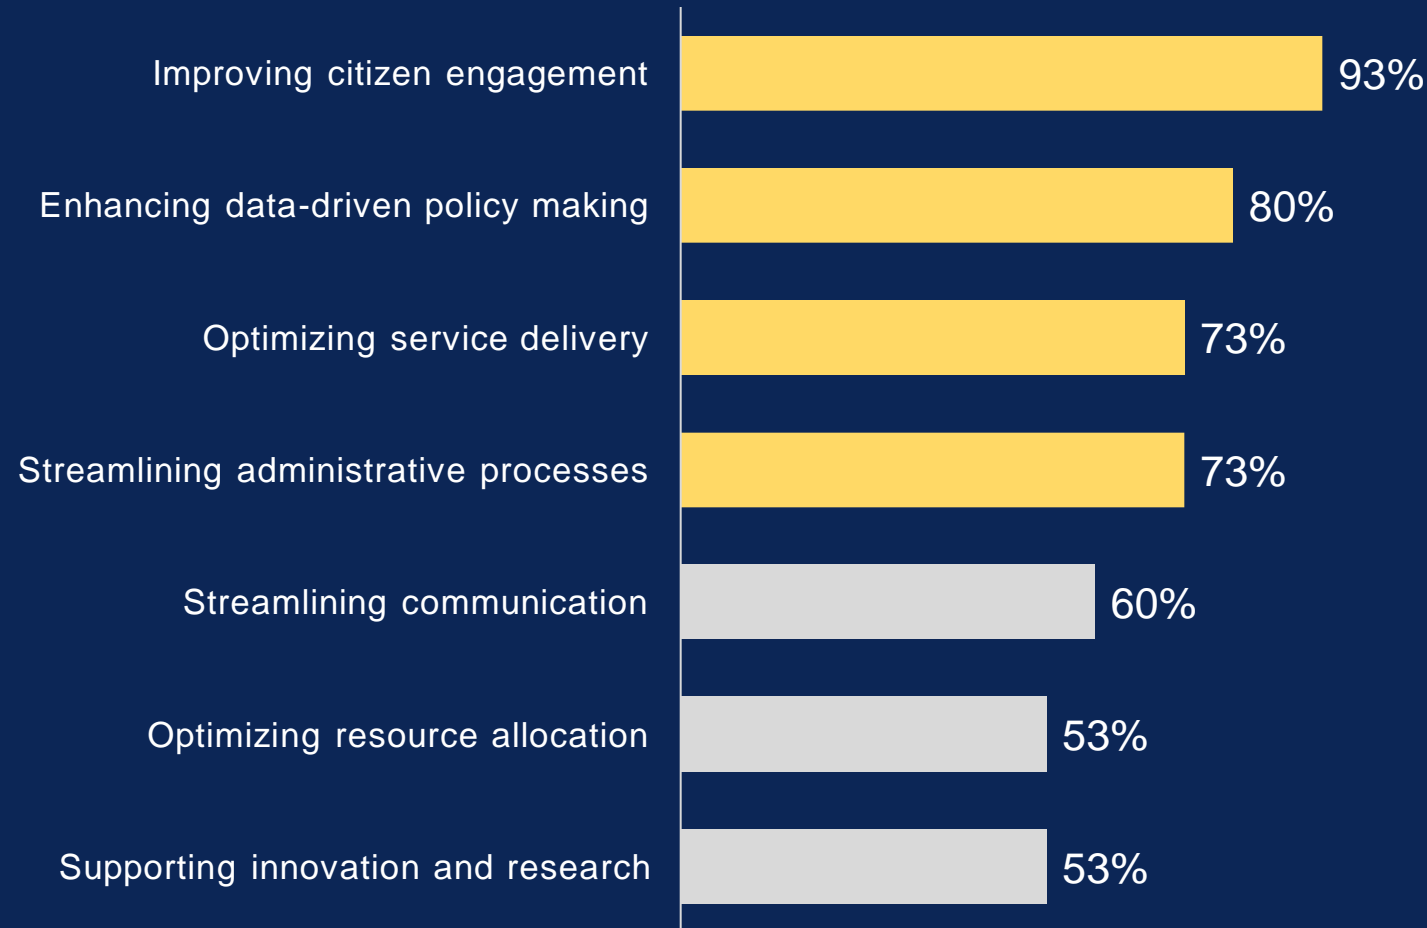 Improving citizen engagement 93%
Enhancing data-driven policy making 80%
Optimizing service delivery 73%
Streamlining administrative processes 73%
Streamlining communication 60%
Optimizing resource allocation 53%
Supporting innovation and research 53%